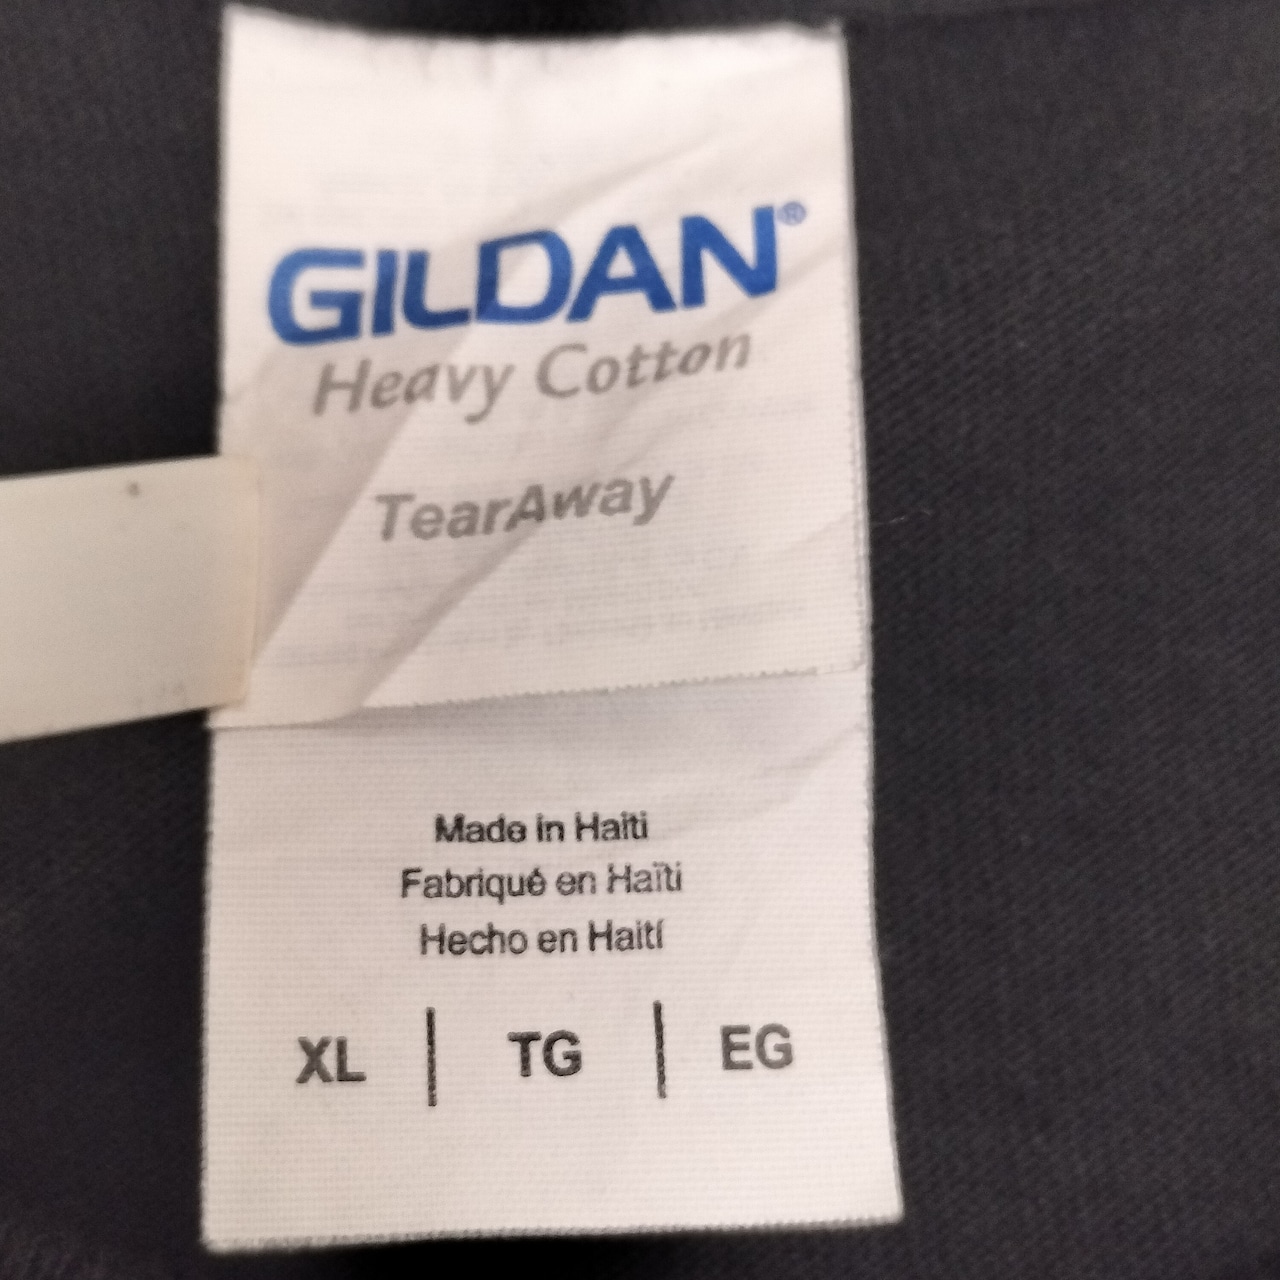 GILDAN®
Heavy Cotton
TearAway
Made in Haiti
Fabriqué en Haïti
Hecho en Haití
XL | TG | EG